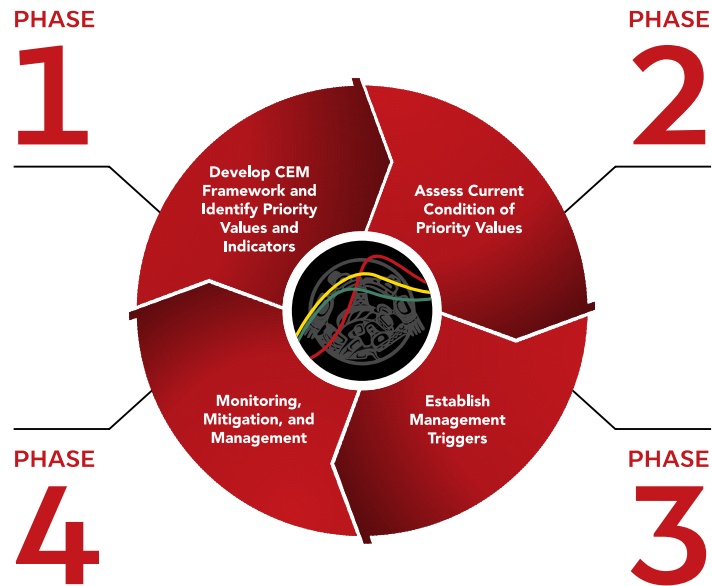 PHASE
1
Develop CEM
Framework and
Identify Priority
Values and
Indicators
PHASE
2
Assess Current
Condition of
Priority Values
PHASE
3
Establish
Management
Triggers
PHASE
4
Monitoring,
Mitigation, and
Management